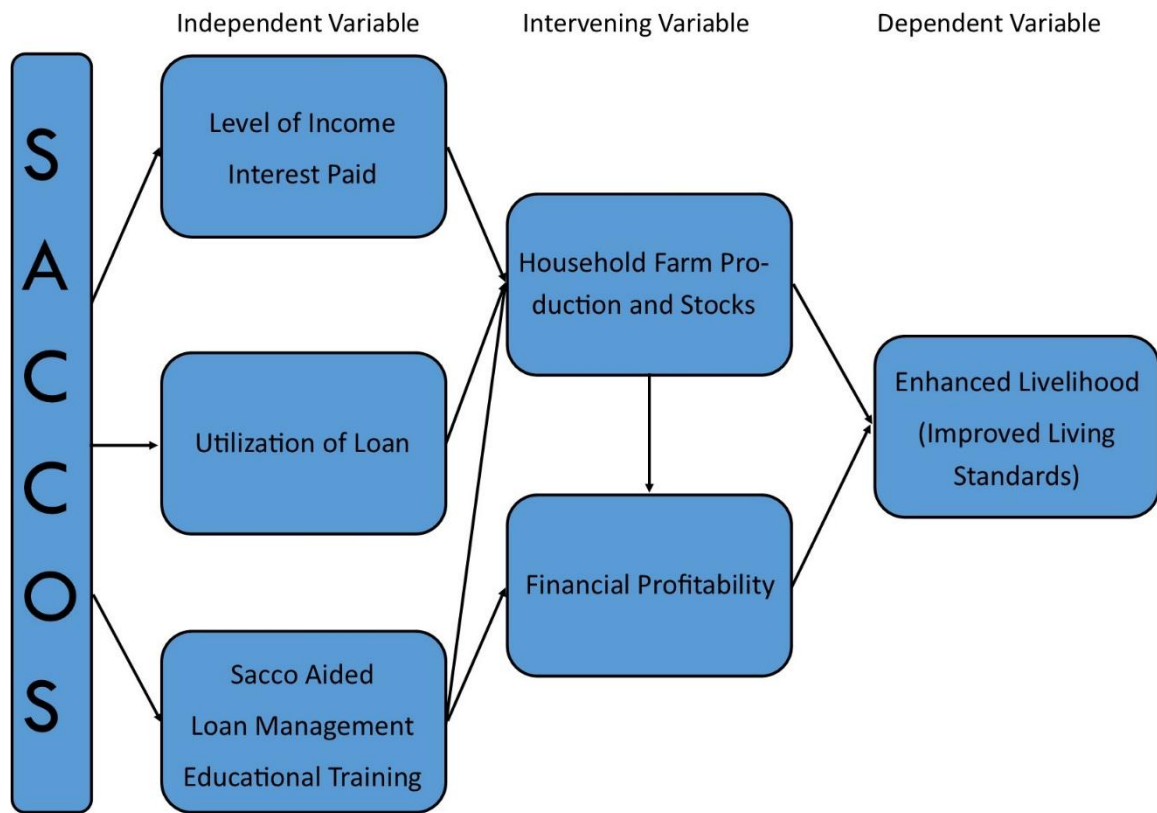 Independent Variable
Intervening Variable
Dependent Variable
SACCOS
Level of Income
Interest Paid
Utilization of Loan
Sacco Aided
Loan Management
Educational Training
Household Farm Pro-
duction and Stocks
Financial Profitability
Enhanced Livelihood
(Improved Living
Standards)